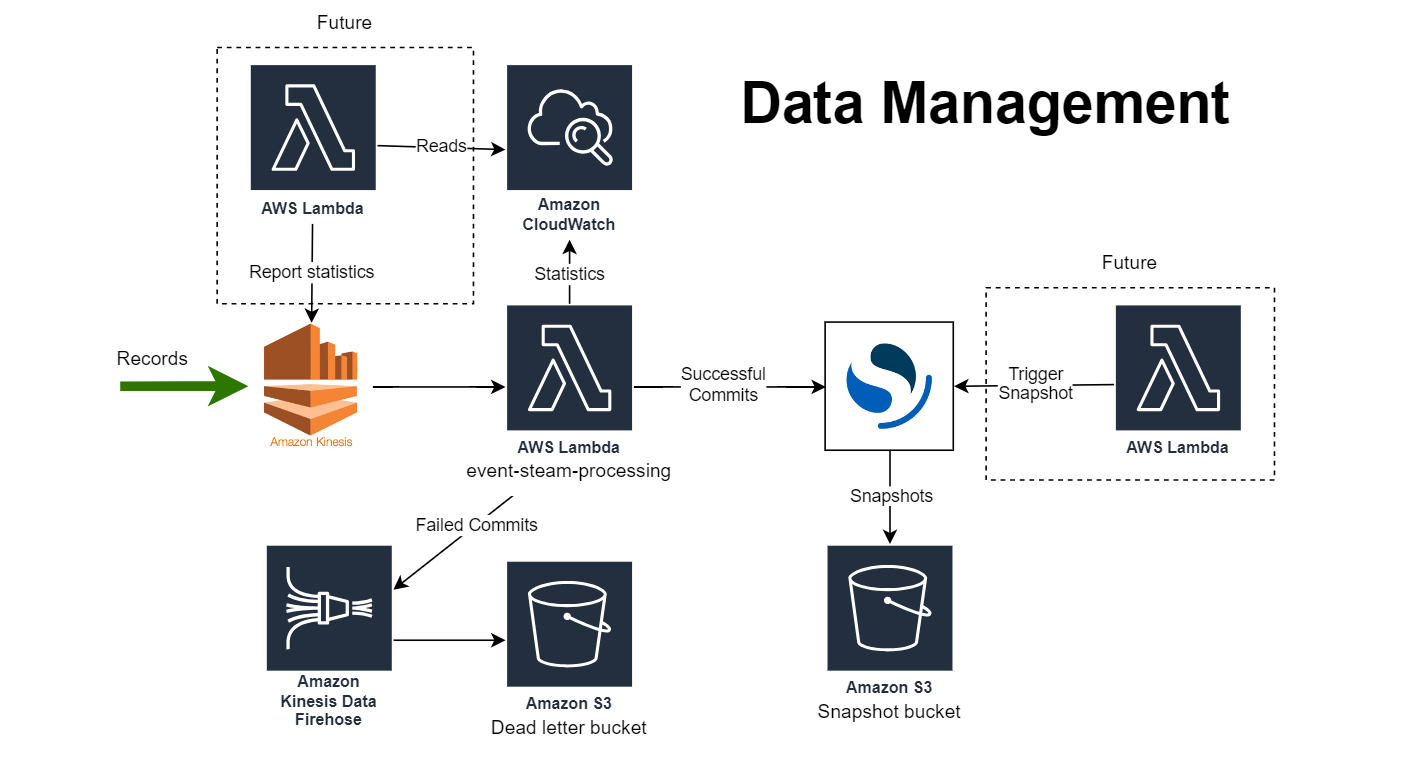 Future
Data Management
Reads
AWS Lambda
Amazon
CloudWatch
Report statistics
Statistics
Future
Records
Amazon Kinesis
Successful
Commits
Trigger
Snapshot
AWS Lambda
event-steam-processing
AWS Lambda
Snapshots
Failed Commits
Amazon
Kinesis Data
Firehose
Amazon S3
Dead letter bucket
Amazon S3
Snapshot bucket